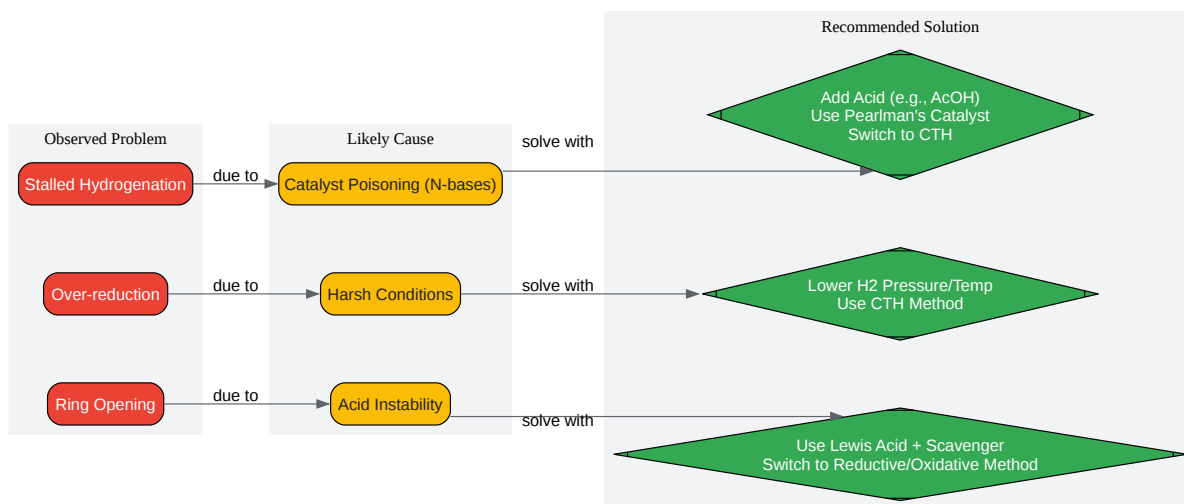 Recommended Solution
Add Acid (e.g., AcOH)
Use Pearlman's Catalyst
Switch to CTH
Observed Problem
Likely Cause
solve with
Stalled Hydrogenation
due to
Catalyst Poisoning (N-bases)
Over-reduction
due to
Harsh Conditions
solve with
Lower H2 Pressure/Temp
Use CTH Method
Ring Opening
due to
Acid Instability
solve with
Use Lewis Acid + Scavenger
Switch to Reductive/Oxidative Method